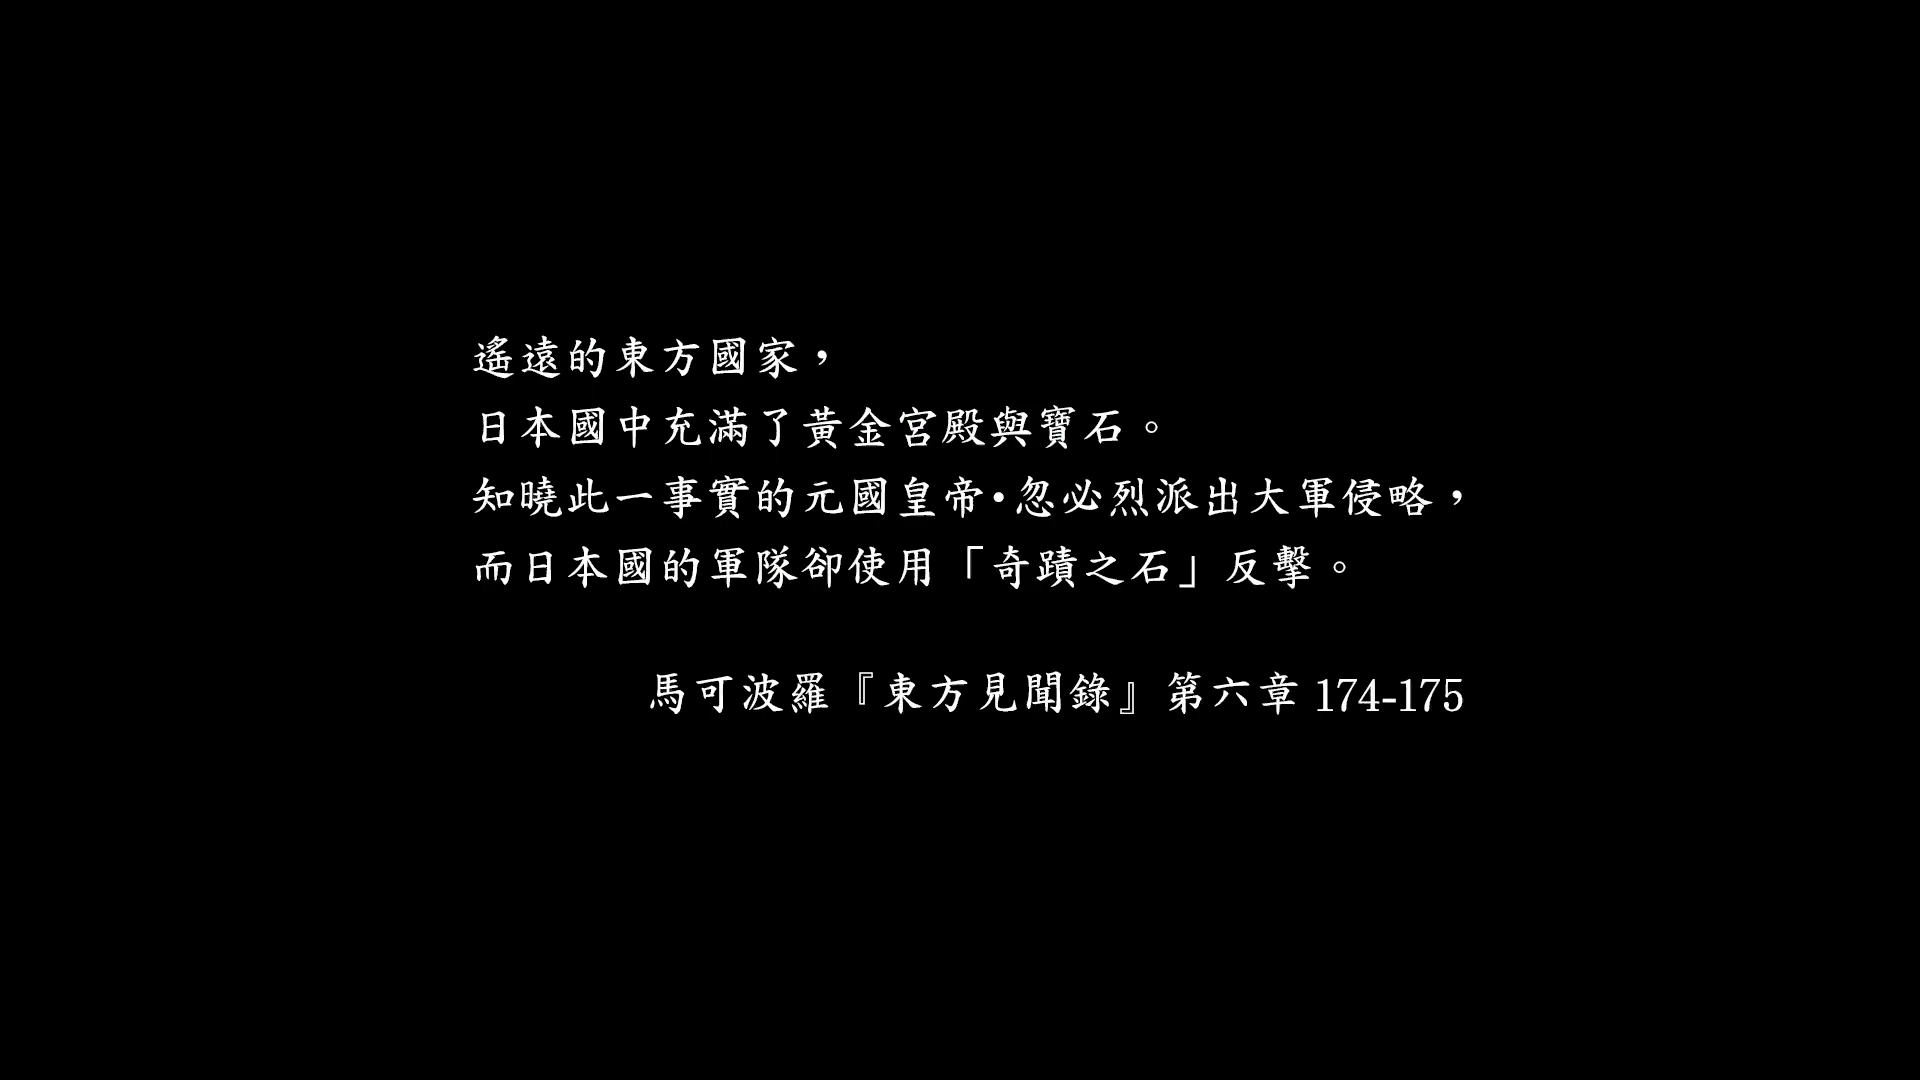 遙遠的東方國家，
日本國中充滿了黃金宮殿與寶石。
知曉此一事實的元國皇帝•忽必烈派出大軍侵略，
而日本國的軍隊卻使用「奇蹟之石」反擊。
馬可波羅『東方見聞錄』第六章 174-175